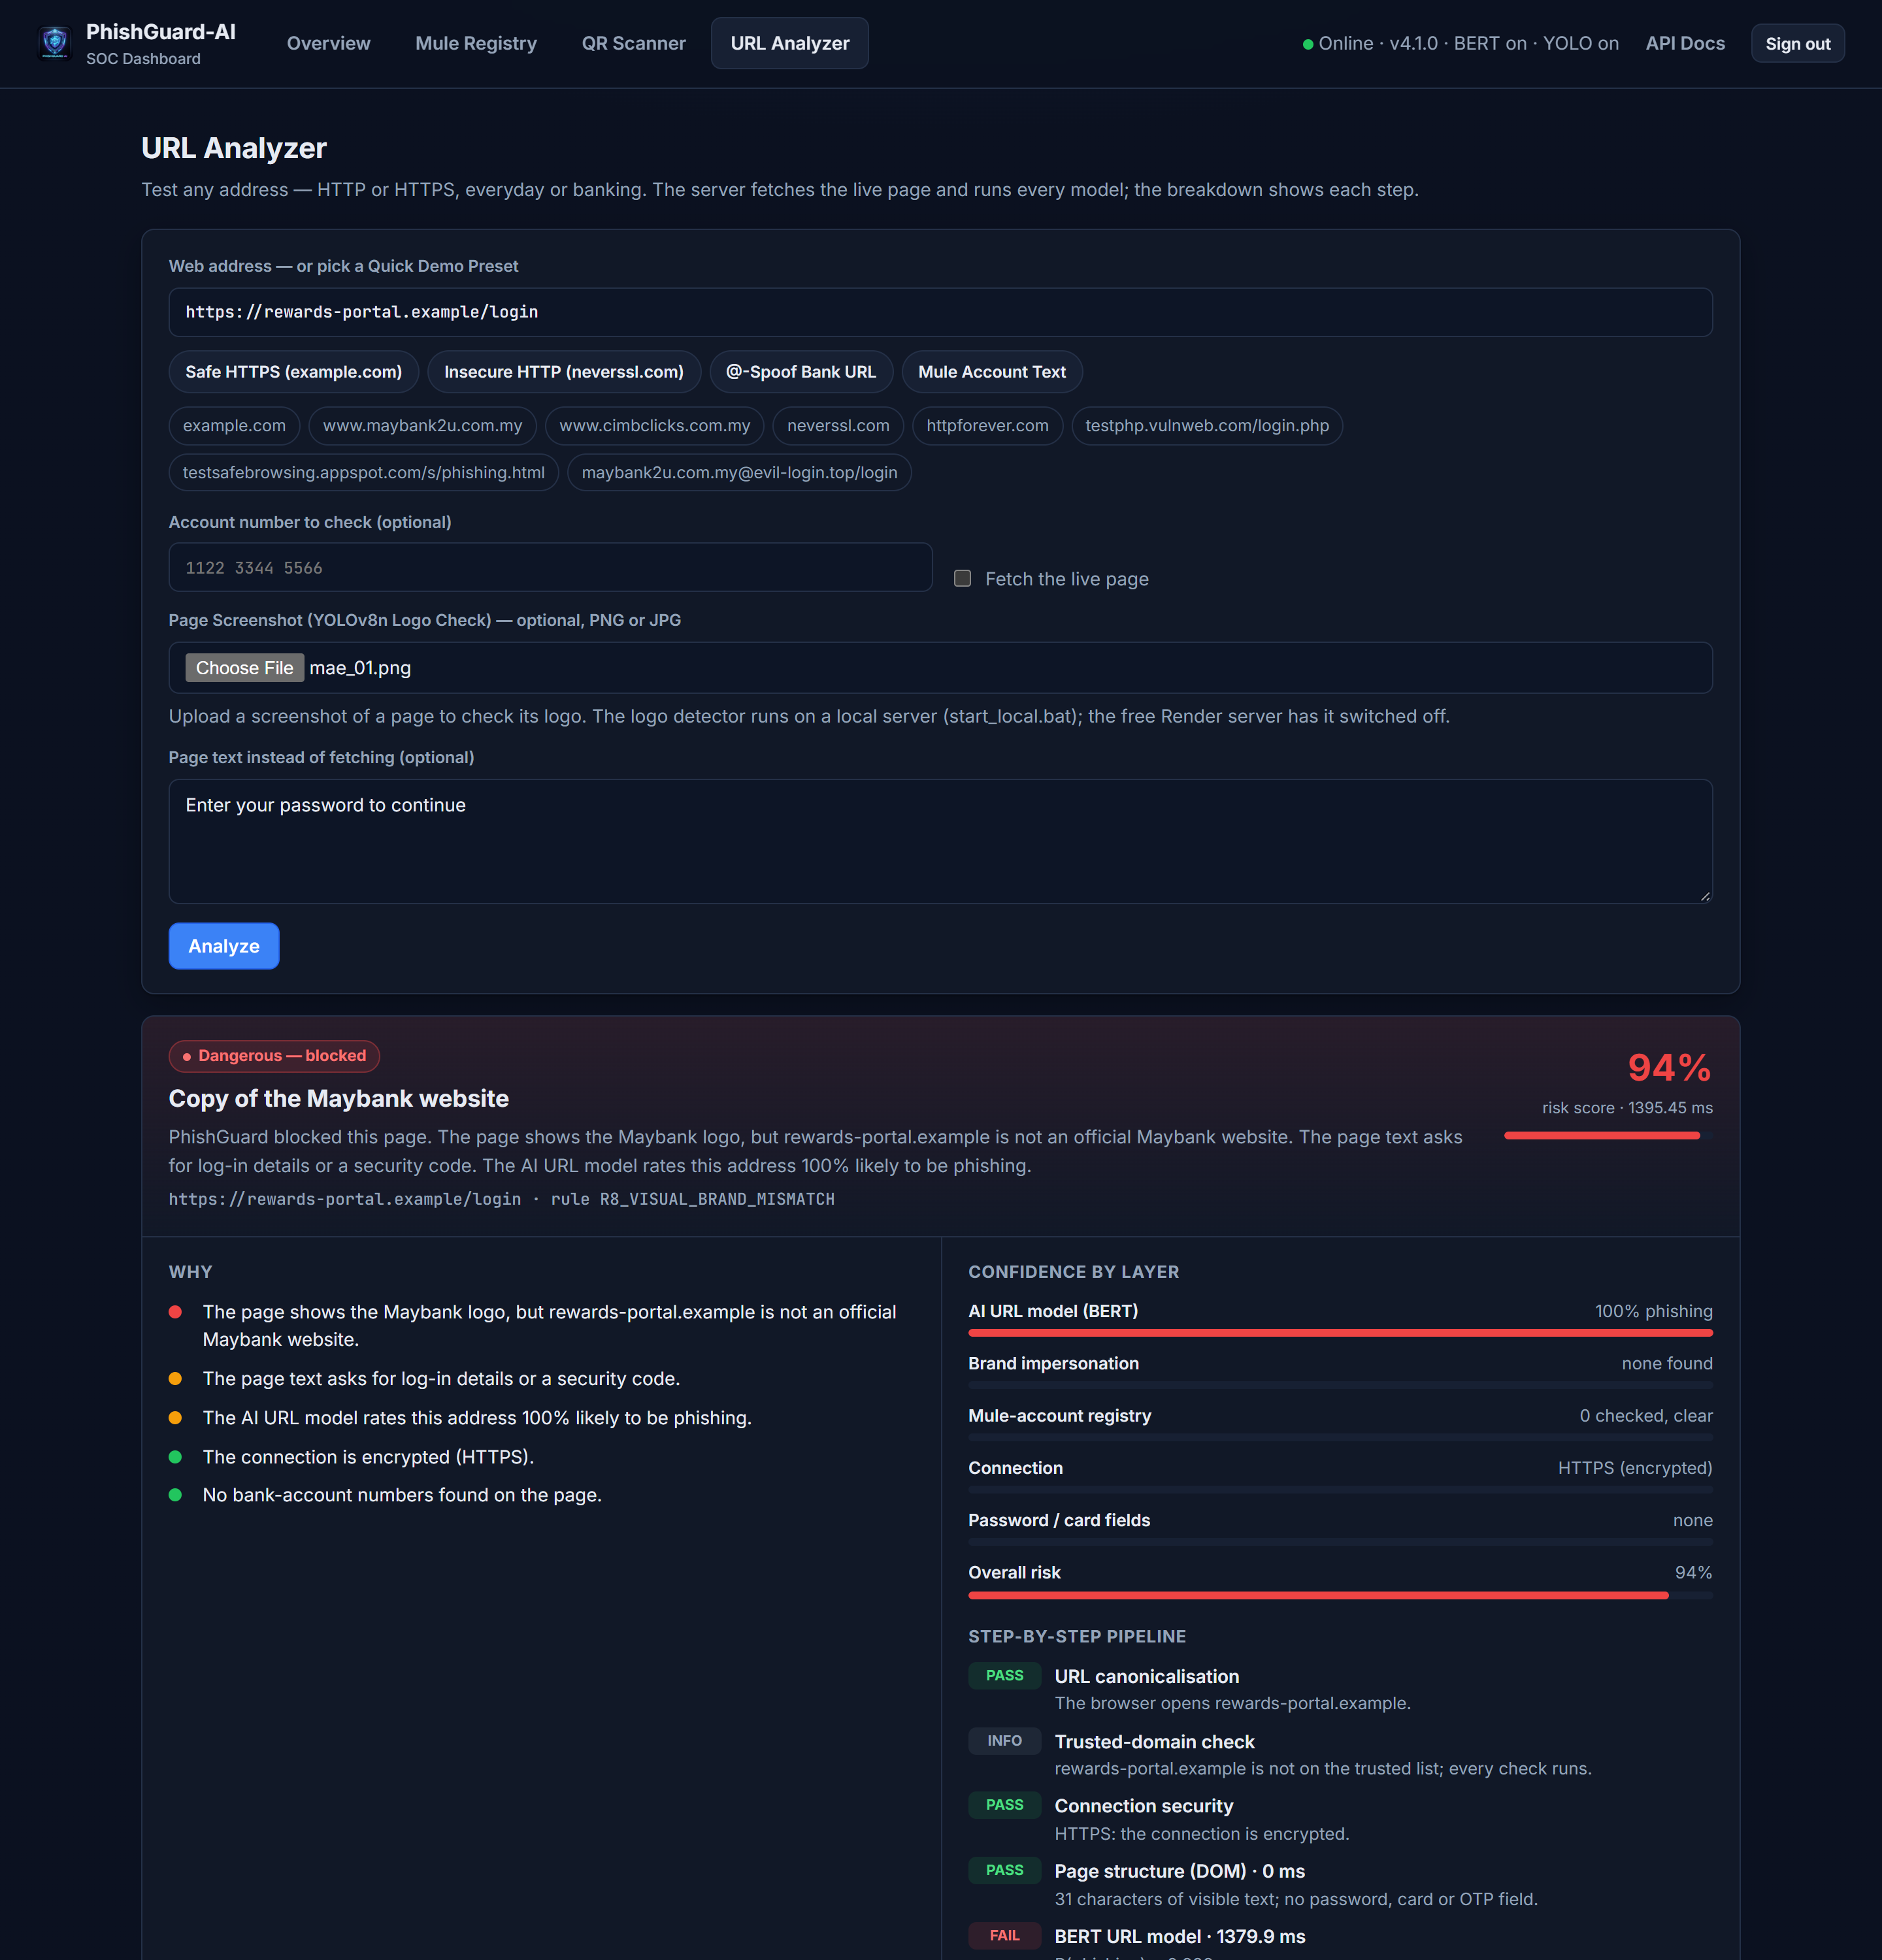 PhishGuard-AI
SOC Dashboard
Overview
Mule Registry
QR Scanner
URL Analyzer
Online · v4.1.0 · BERT on · YOLO on
API Docs
Sign out
URL Analyzer
Test any address — HTTP or HTTPS, everyday or banking. The server fetches the live page and runs every model; the breakdown shows each step.
Web address — or pick a Quick Demo Preset
https://rewards-portal.example/login
Safe HTTPS (example.com)
Insecure HTTP (neverssl.com)
@-Spoof Bank URL
Mule Account Text
example.com
www.maybank2u.com.my
www.cimbclicks.com.my
neverssl.com
httpforever.com
testphp.vulnweb.com/login.php
testsafebrowsing.appspot.com/s/phishing.html
maybank2u.com.my@evil-login.top/login
Account number to check (optional)
1122 3344 5566
Fetch the live page
Page Screenshot (YOLOv8n Logo Check) — optional, PNG or JPG
Choose File mae_01.png
Upload a screenshot of a page to check its logo. The logo detector runs on a local server (start_local.bat); the free Render server has it switched off.
Page text instead of fetching (optional)
Enter your password to continue
Analyze
Dangerous — blocked
94%
Copy of the Maybank website
risk score · 1395.45 ms
PhishGuard blocked this page. The page shows the Maybank logo, but rewards-portal.example is not an official Maybank website. The page text asks
for log-in details or a security code. The AI URL model rates this address 100% likely to be phishing.
https://rewards-portal.example/login · rule R8_VISUAL_BRAND_MISMATCH
WHY
The page shows the Maybank logo, but rewards-portal.example is not an official
Maybank website.
The page text asks for log-in details or a security code.
The AI URL model rates this address 100% likely to be phishing.
The connection is encrypted (HTTPS).
No bank-account numbers found on the page.
CONFIDENCE BY LAYER
AI URL model (BERT)
100% phishing
Brand impersonation
none found
Mule-account registry
0 checked, clear
Connection
HTTPS (encrypted)
Password / card fields
none
Overall risk
94%
STEP-BY-STEP PIPELINE
PASS
URL canonicalisation
The browser opens rewards-portal.example.
INFO
Trusted-domain check
rewards-portal.example is not on the trusted list; every check runs.
PASS
Connection security
HTTPS: the connection is encrypted.
PASS
Page structure (DOM) · 0 ms
31 characters of visible text; no password, card or OTP field.
FAIL
BERT URL model · 1379.9 ms